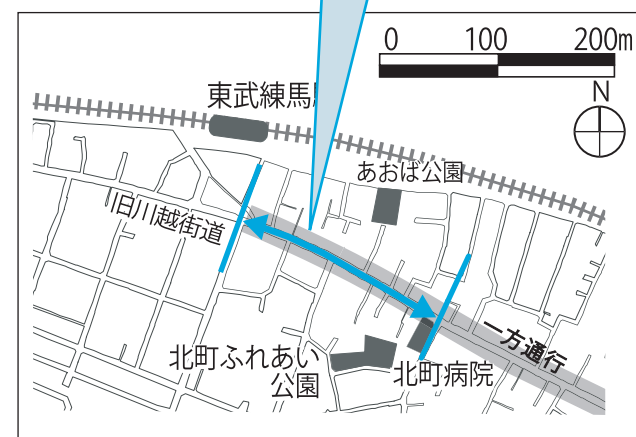 0 100 200m
N
東武練馬
あおば公園
旧川越街道
一方通行
北町ふれあい
公園
北町病院